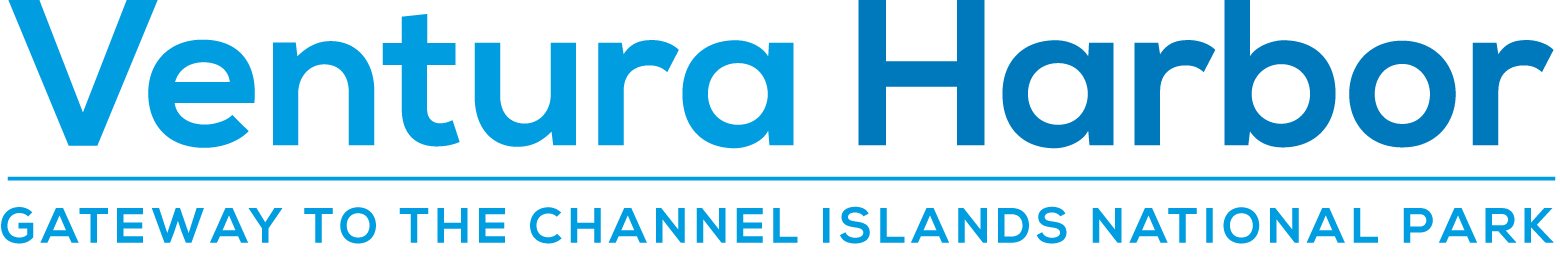 Ventura Harbor
GATEWAY TO THE CHANNEL ISLANDS NATIONAL PARK